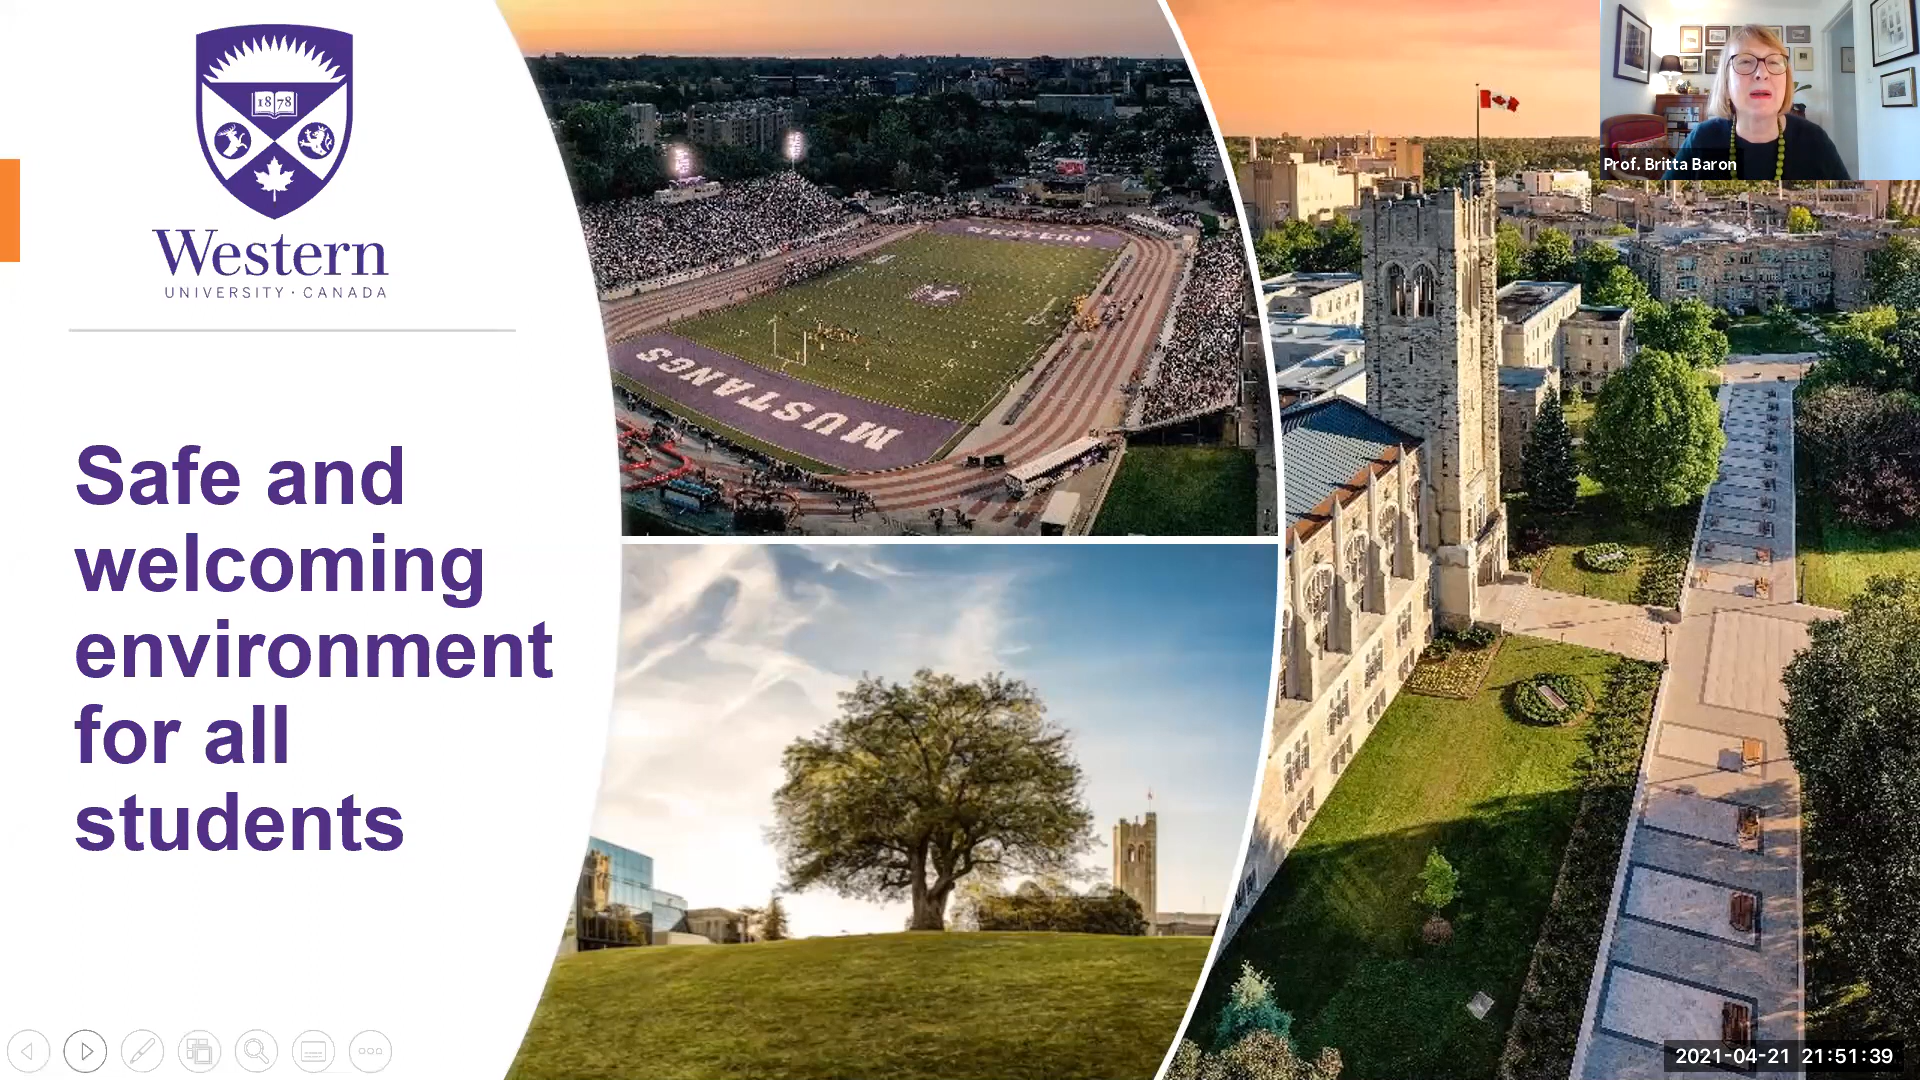 1878
Western
UNIVERSITY · CANADA
Safe and
welcoming
environment
for all
students
WESTERN
MUSTANGS
Prof. Britta Baron
2021-04-21 21:51:39